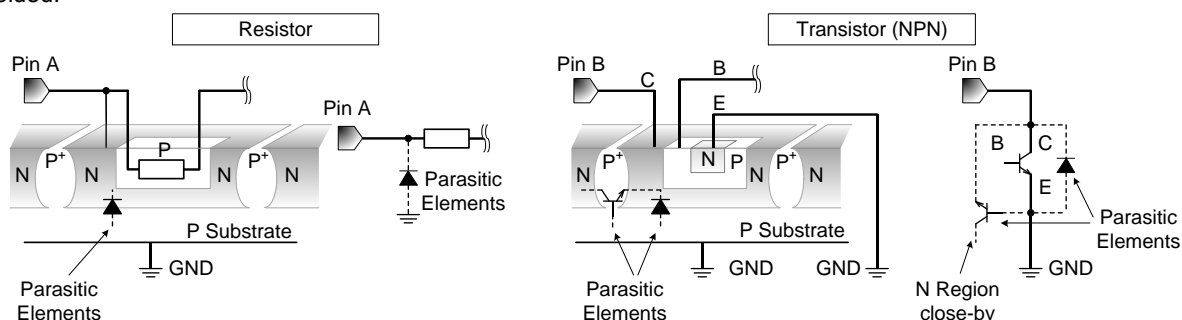 Resistor
Transistor (NPN)
Pin A
Pin A
P
N
P+
N
N
P+
N
Parasitic
Elements
P Substrate
GND
Parasitic
Elements
Pin B
C
B
E
N
P+
N
N
P
N
P+
N
P Substrate
GND
GND
Parasitic
Elements
Pin B
B
C
E
Parasitic
Elements
GND
N Region
close-by